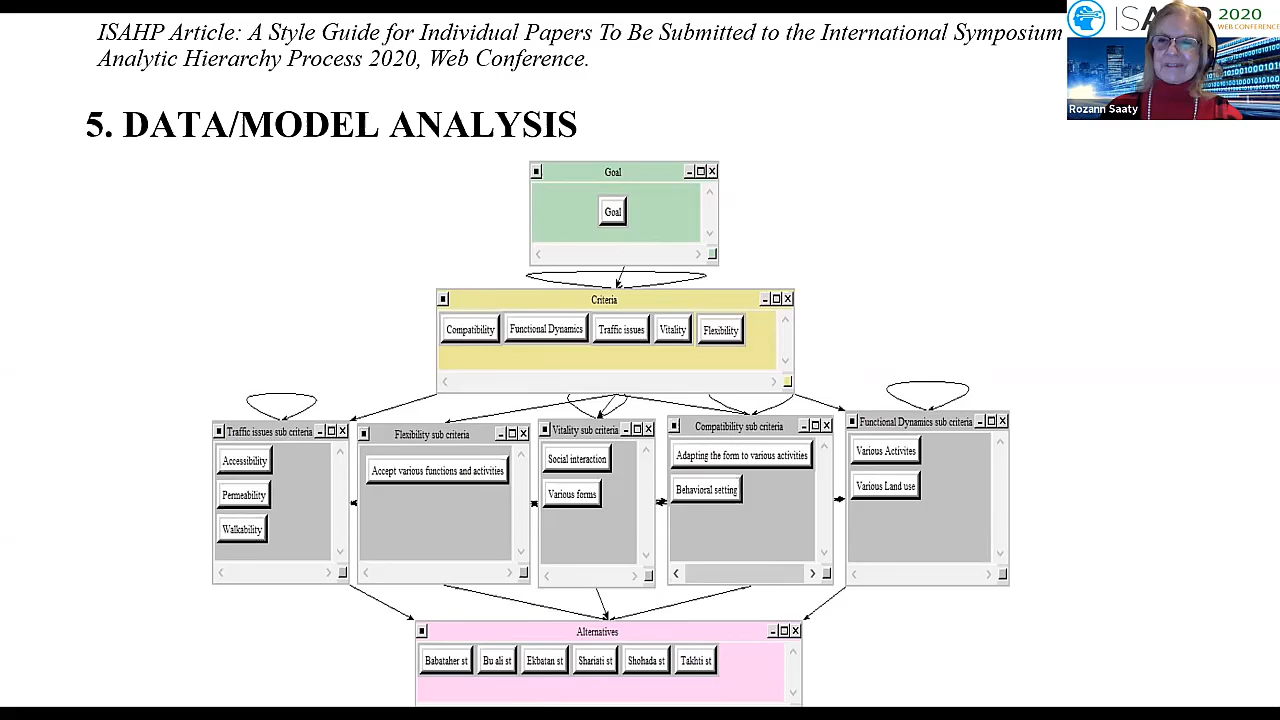 ISAHP Article: A Style Guide for Individual Papers To Be Submitted to the International Symposium
Analytic Hierarchy Process 2020, Web Conference.
2020
WEB CONFERENCE
Rozann Saaty
5. DATA/MODEL ANALYSIS
Goal
Goal
Criteria
Compatibility
Functional Dynamics
Traffic issues
Vitality
Flexibility
Traffic issues sub criteria
Accessibility
Permeability
Walkability
Flexibility sub criteria
Accept various functions and activities
Vitality sub criteria
Social interaction
Various forms
Compatibility sub criteria
Adapting the form to various activities
Behavioral setting
Functional Dynamics sub criteria
Various Activites
Various Land use
Alternatives
Babataher st
Bu ali st
Ekbatan st
Shariati st
Shohada st
Takhti st